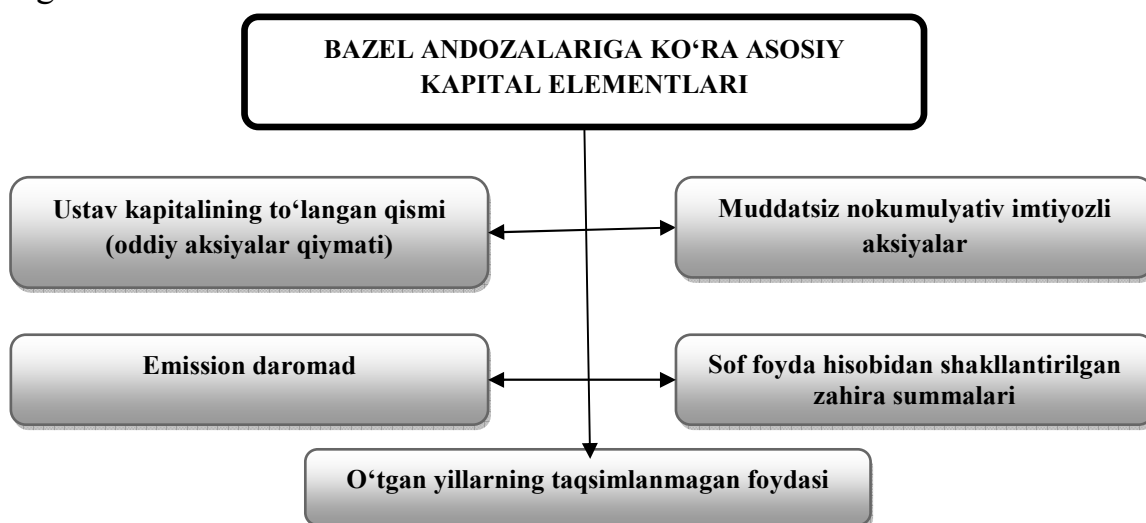 BAZEL ANDOZALARIGA KO‘RA ASOSIY
KAPITAL ELEMENTLARI
Ustav kapitalining to‘langan qismi
(oddiy aksiyalar qiymati)
Muddatsiz nokumulyativ imtiyozli
aksiyalar
Emission daromad
Sof foyda hisobidan shakllantirilgan
zahira summalari
O‘tgan yillarning taqsimlanmagan foydasi